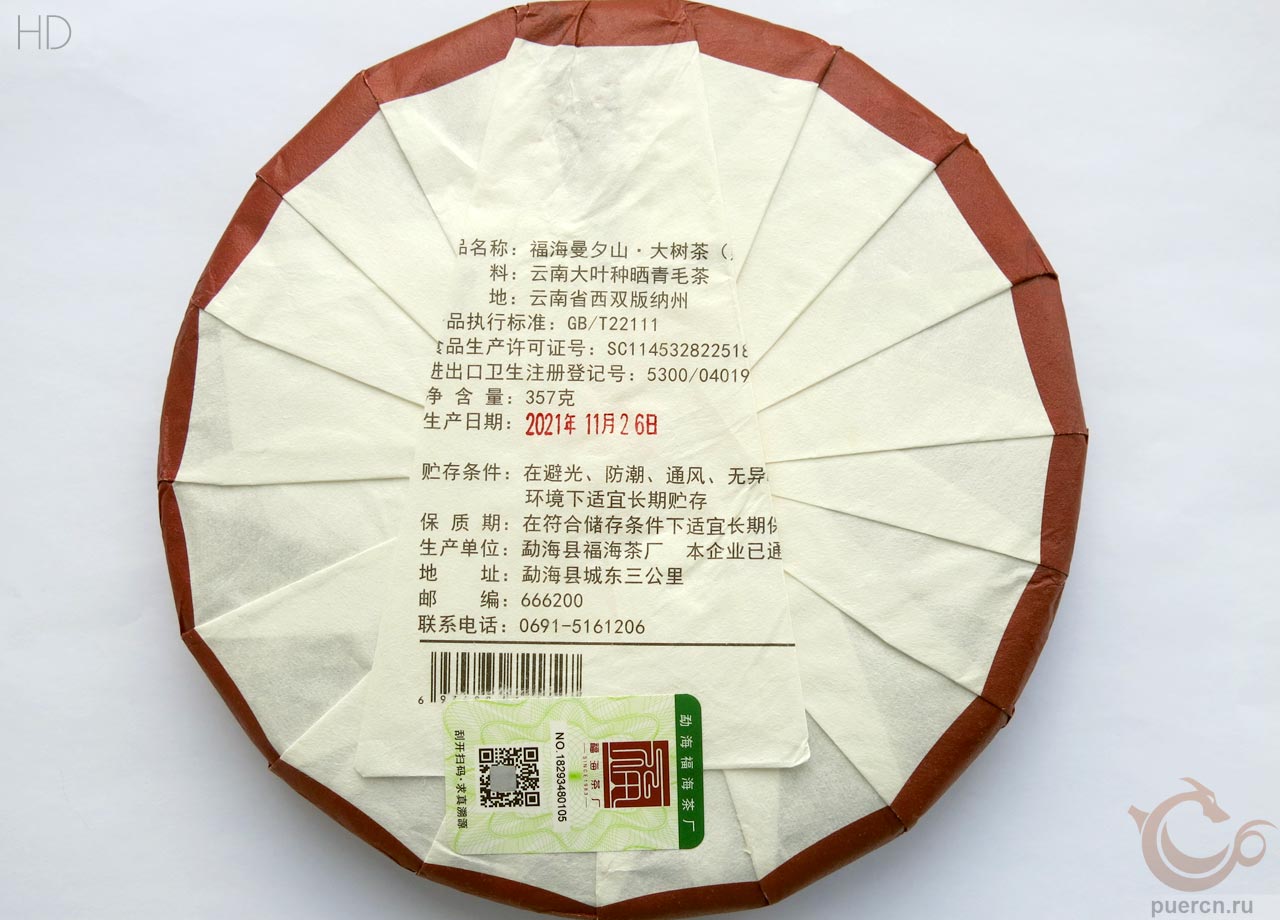 HD
品名称：福海曼夕山·大树茶（
料：云南大叶种晒青毛茶
地：云南省西双版纳州
品执行标准：GB/T22111
食品生产许可证号：SC11453282251
进出口卫生注册登记号：5300/04019
净 含 量：357克
生产日期：2021年 11月26日
贮存条件：在避光、防潮、通风、无异
环境下适宜长期贮存
保 质 期：在符合储存条件下适宜长期
生产单位：勐海县福海茶厂 本企业已通
地 址：勐海县城东三公里
邮 编：666200
联系电话：0691-5161206
勐海福海茶厂
福海茶厂
NO.18293480105
刮开扫码·求真溯源
puercn.ru